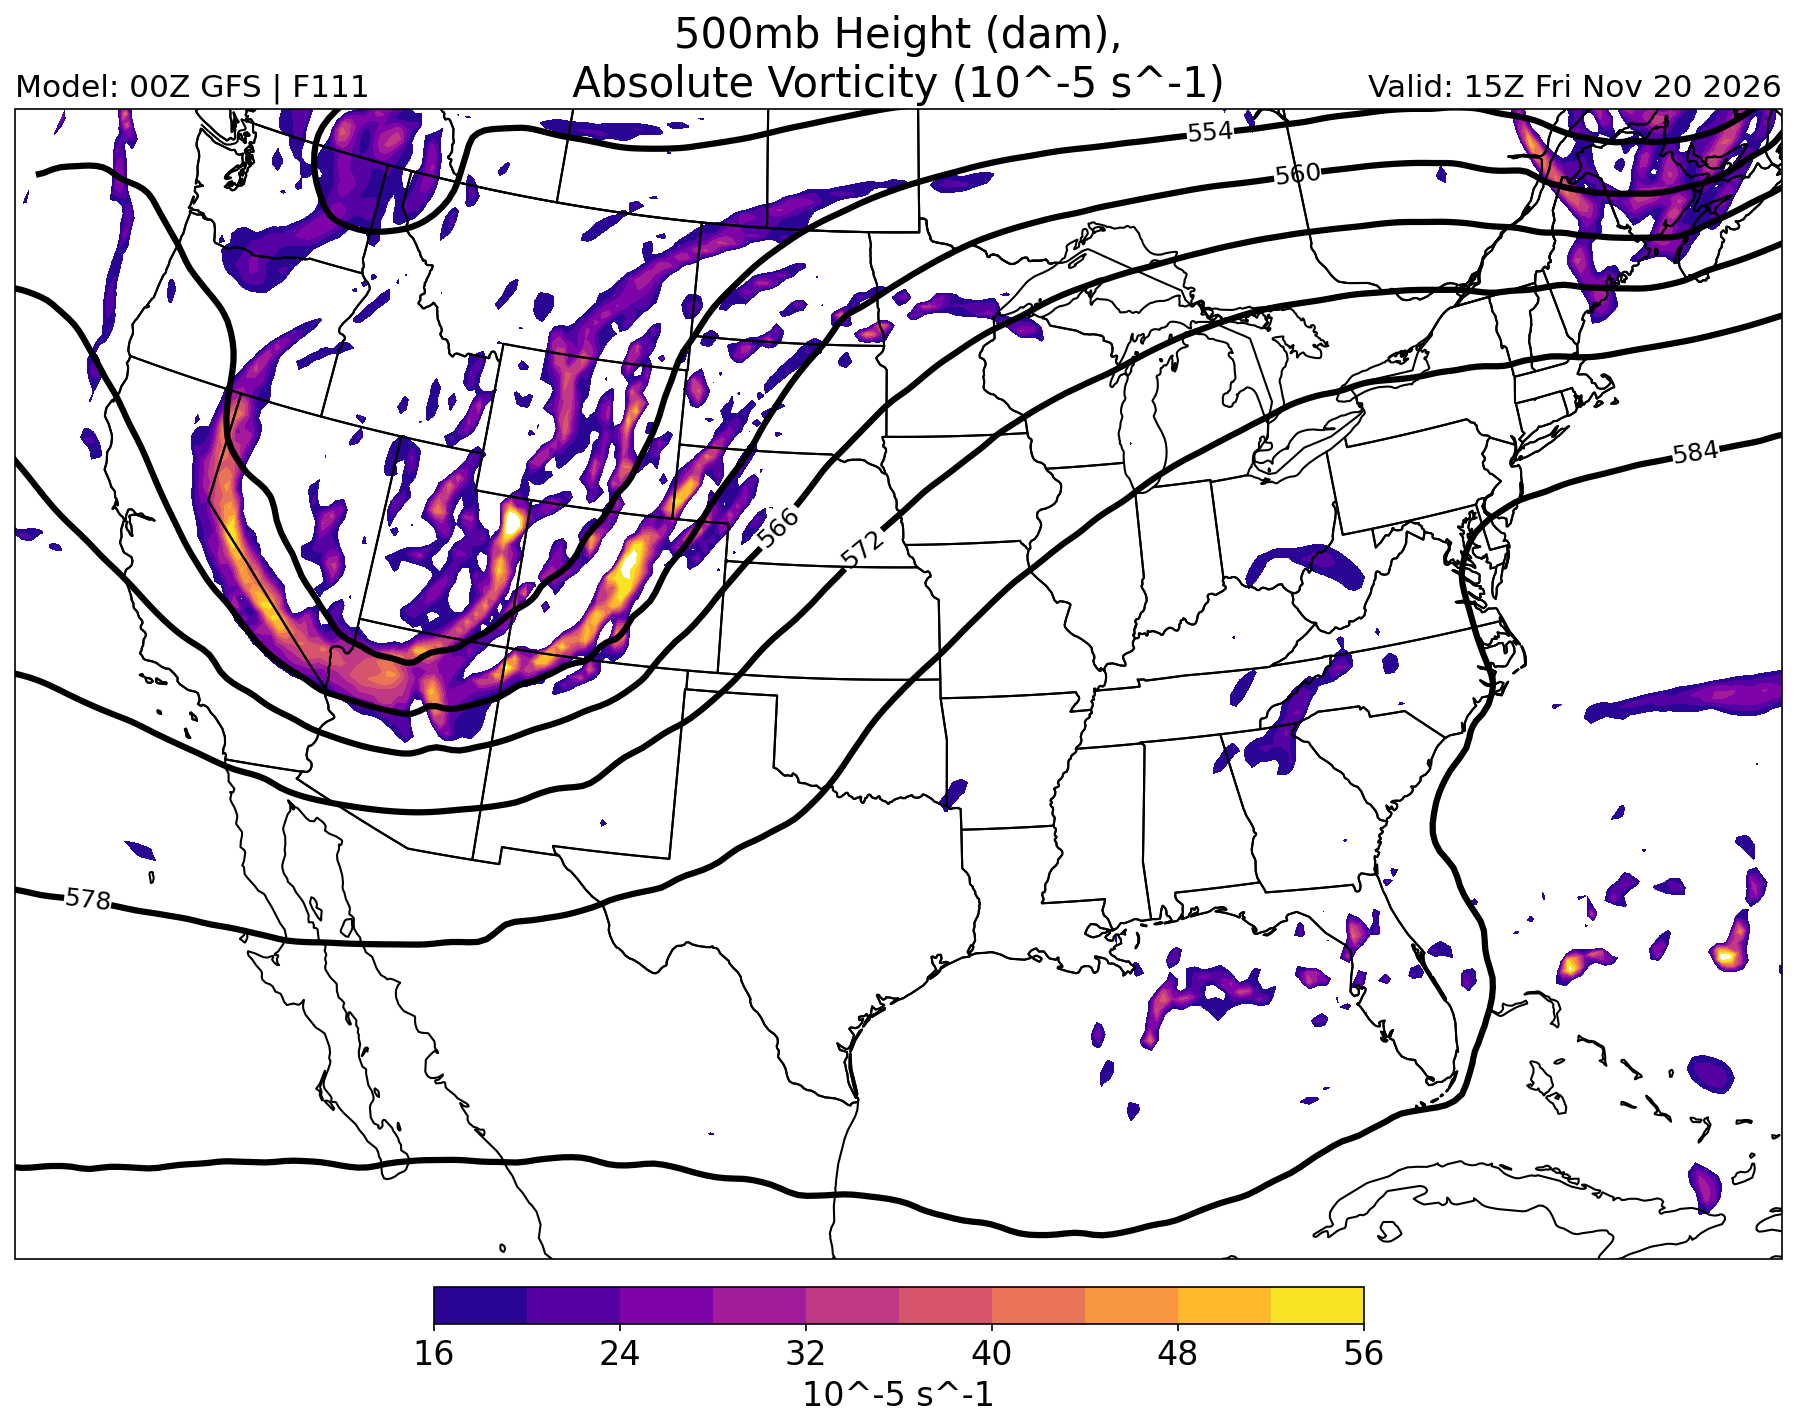 500mb Height (dam),
Model: 00Z GFS | F111
Absolute Vorticity (10^-5 s^-1)
Valid: 15Z Fri Nov 20 2026
554
560
584
566
572
578
16
24
32
40
48
56
10^-5 s^-1